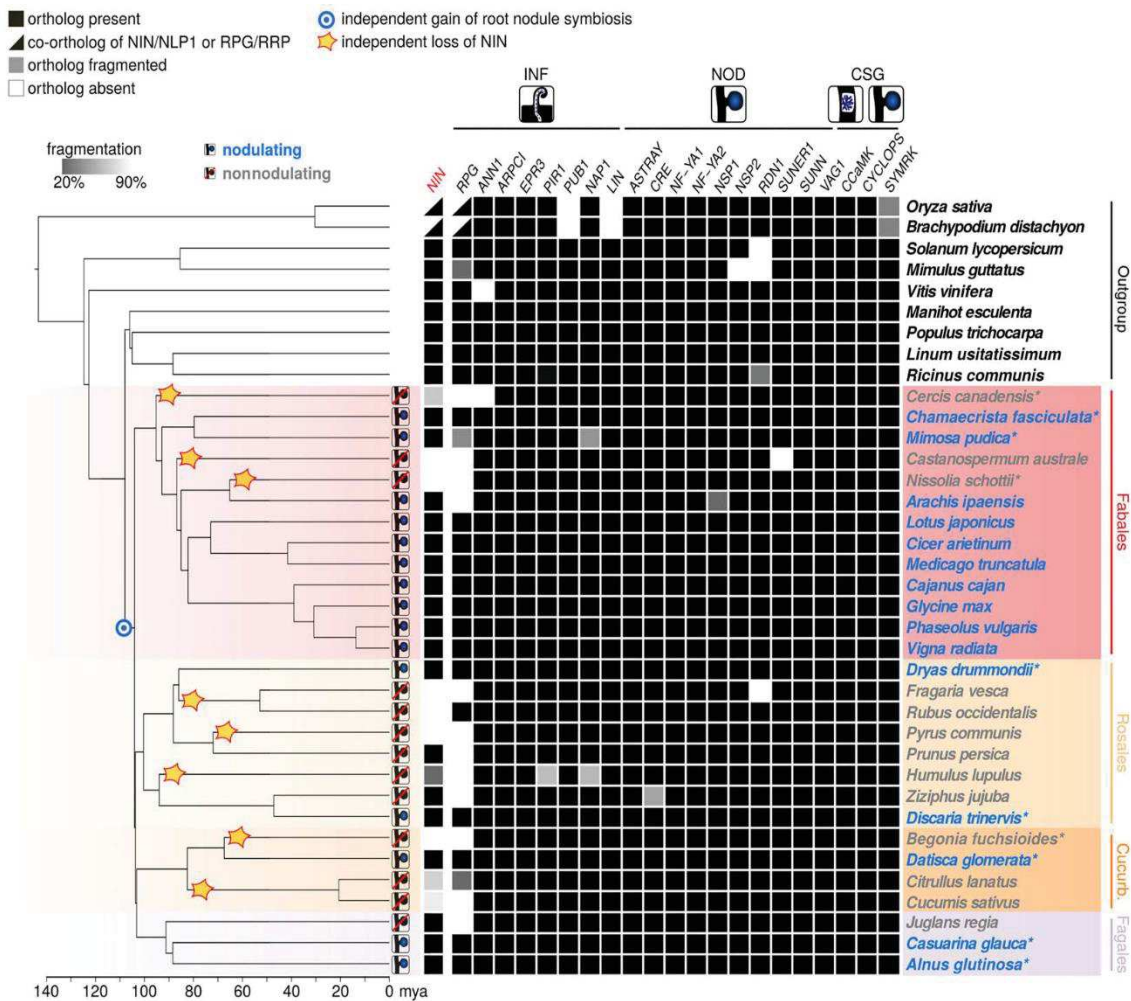 ortholog present
co-ortholog of NIN/NLP1 or RPG/RRP
ortholog fragmented
ortholog absent
independent gain of root nodule symbiosis
independent loss of NIN
fragmentation
20% 90%
nodulating
nonnodulating
INF NOD CSG
NIN RPG ANN1 ARPCI EPR3 PIR1 PUB1 NAP1 LIN ASTRAY CRE NF-YA1 NF-YA2 NSP1 NSP2 RDN1 SUNER1 SUNN VAG1 CCaMK CYCLOPS SYMRK
Oryza sativa
Brachypodium distachyon
Solanum lycopersicum
Mimulus guttatus
Vitis vinifera
Manihot esculenta
Populus trichocarpa
Linum usitatissimum
Ricinus communis
Outgroup
Cercis canadensis*
Chamaecrista fasciculata*
Mimosa pudica*
Castanospermum australe
Nissolia schottii*
Arachis ipaensis
Lotus japonicus
Cicer arietinum
Medicago truncatula
Cajanus cajan
Glycine max
Phaseolus vulgaris
Vigna radiata
Fabales
Dryas drummondii*
Fragaria vesca
Rubus occidentalis
Pyrus communis
Prunus persica
Humulus lupulus
Ziziphus jujuba
Discaria trinervis*
Rosales
Begonia fuchsioides*
Datisca glomerata*
Citrullus lanatus
Cucumis sativus
Cucurb.
Juglans regia
Casuarina glauca*
Alnus glutinosa*
Fagales
140 120 100 80 60 40 20 0 mya